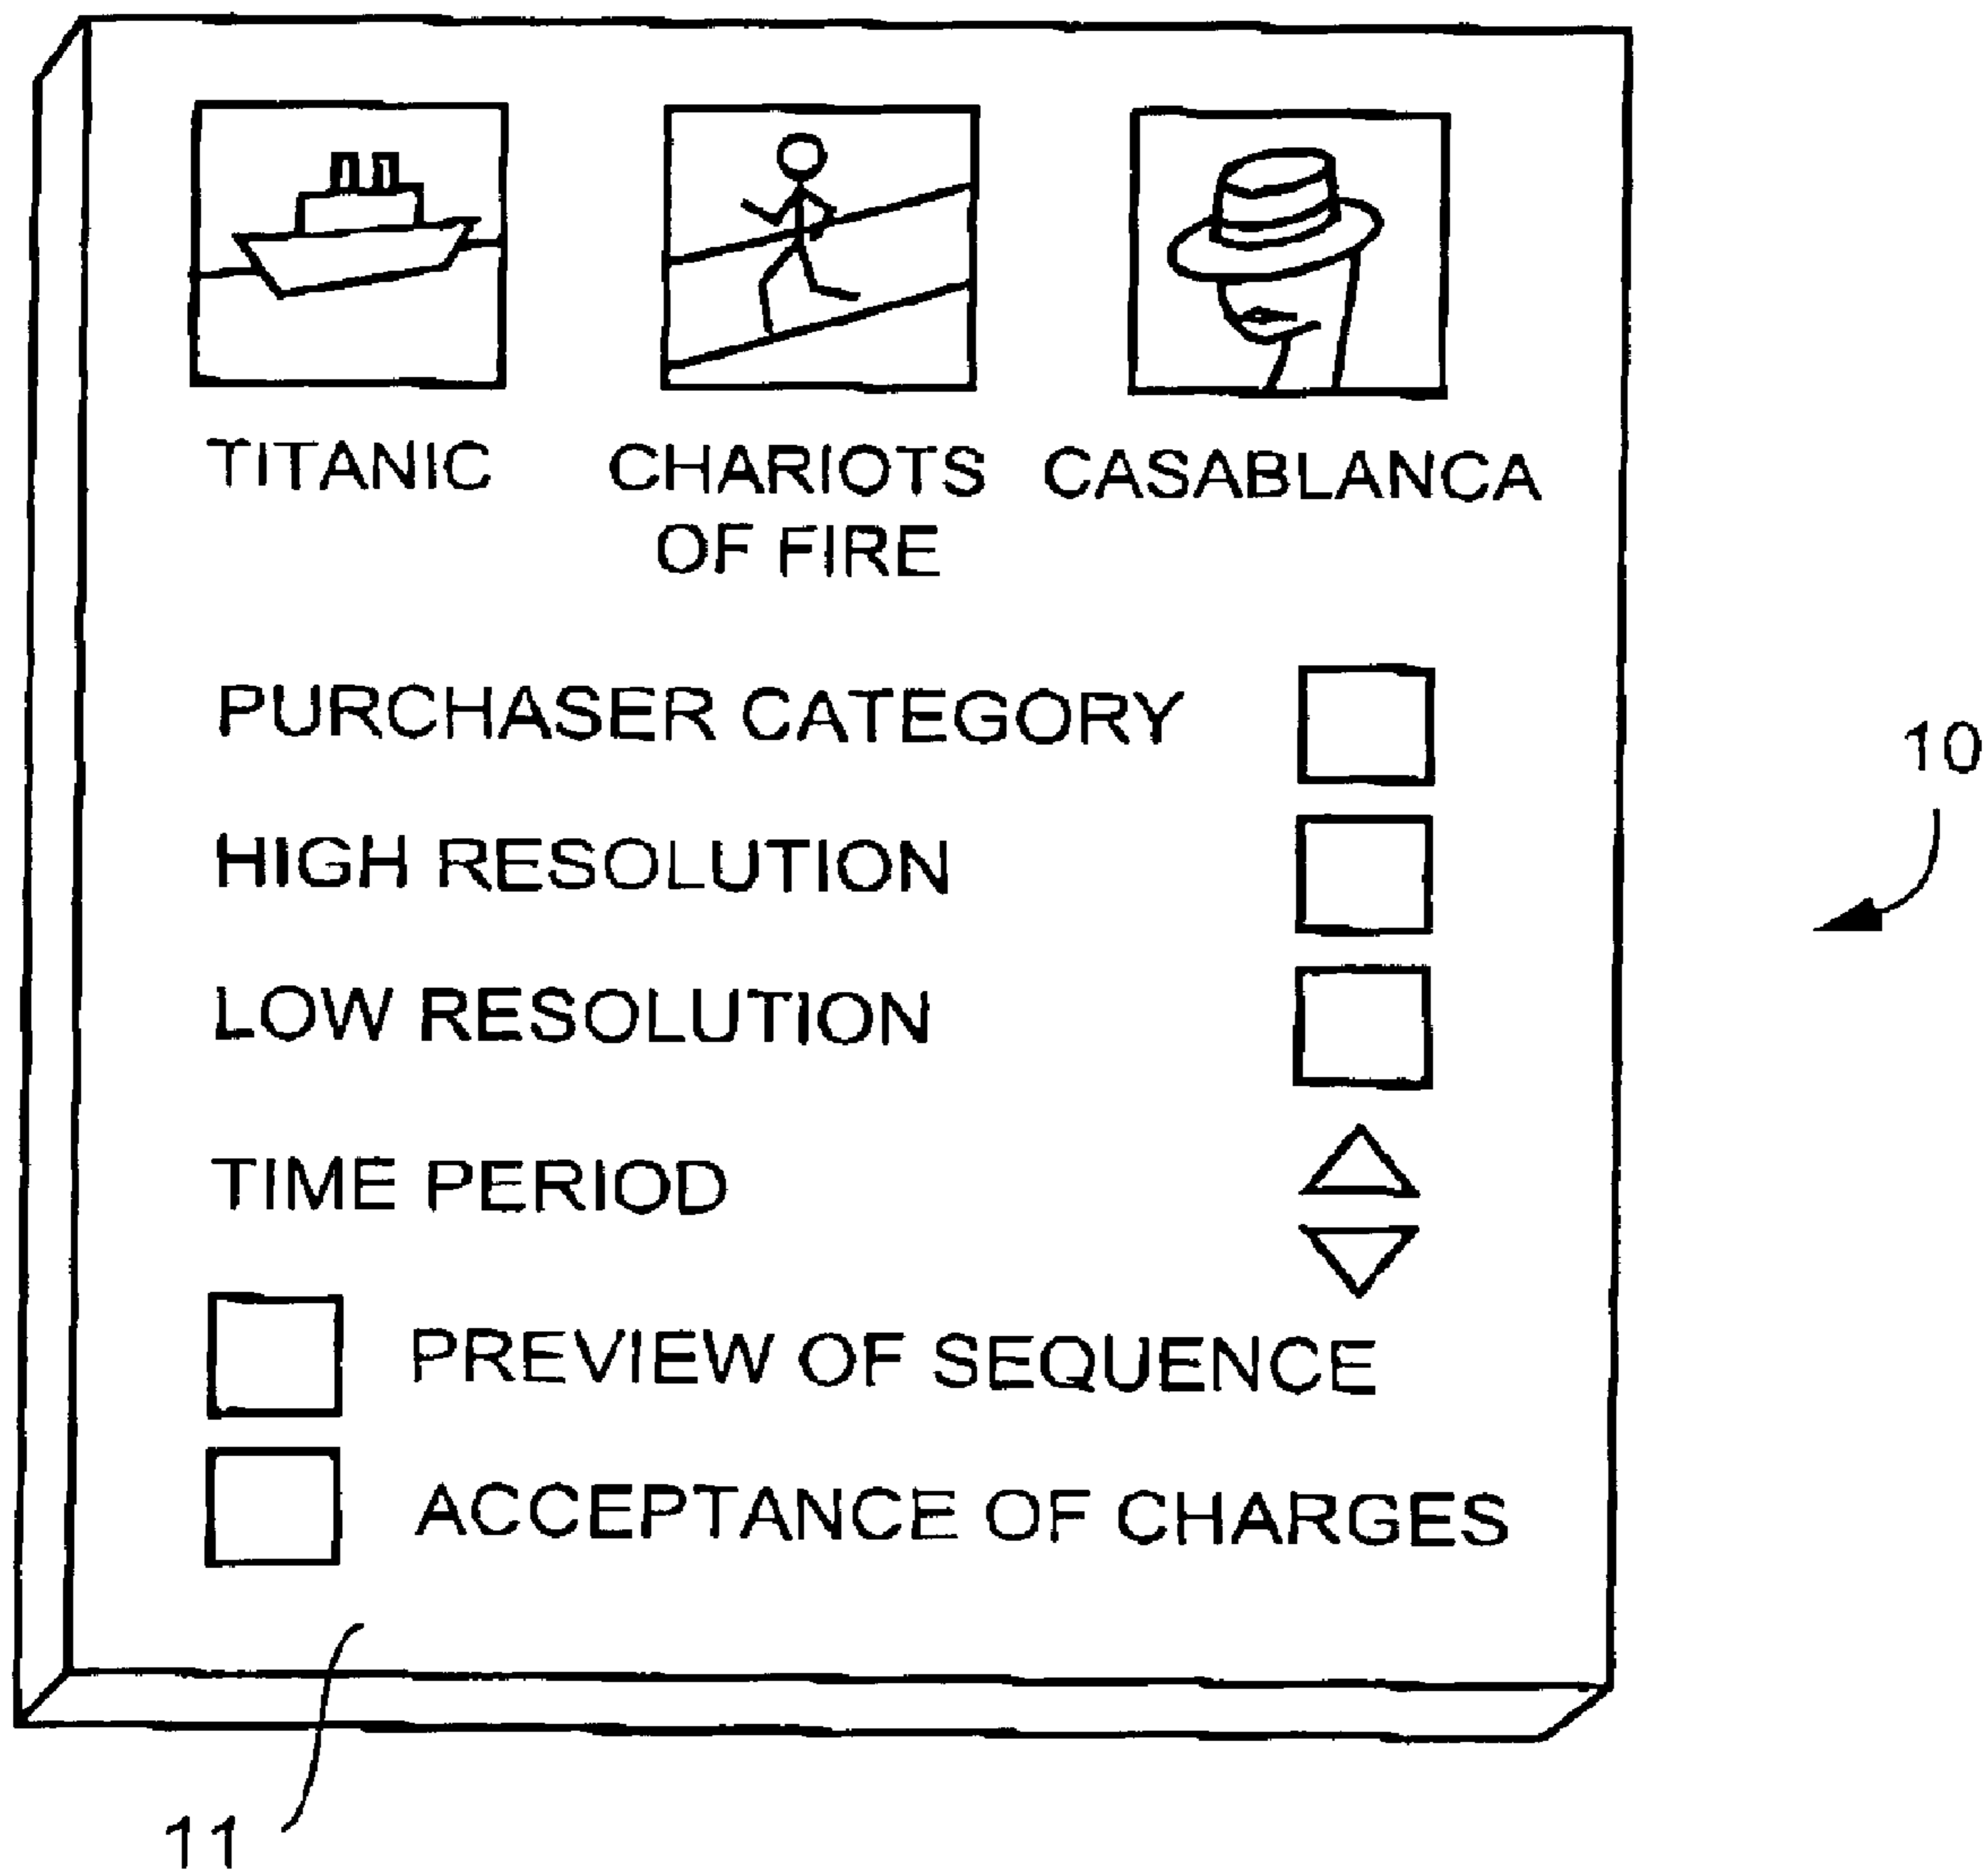 TITANIC
CHARIOTS
OF FIRE
CASABLANCA
PURCHASER CATEGORY
HIGH RESOLUTION
10
LOW RESOLUTION
TIME PERIOD
PREVIEW OF SEQUENCE
ACCEPTANCE OF CHARGES
11